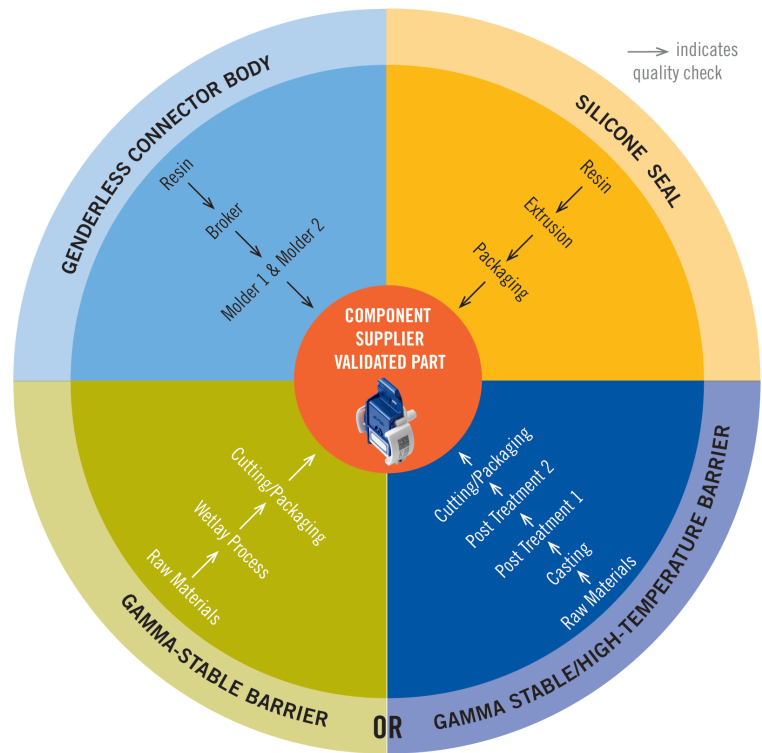 indicates
quality check
GENDERLESS CONNECTOR BODY
Resin
Broker
Molder 1 & Molder 2
SILICONE SEAL
Resin
Extrusion
Packaging
COMPONENT
SUPPLIER
VALIDATED PART
Cutting/Packaging
Wetlay Process
Raw Materials
GAMMA-STABLE BARRIER
OR
Cutting/Packaging
Post Treatment 2
Post Treatment 1
Casting
Raw Materials
GAMMA STABLE/HIGH-TEMPERATURE BARRIER